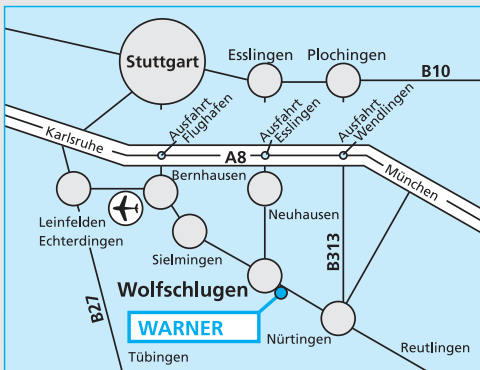 Esslingen
Plochingen
Stuttgart
B10
Karlsruhe
Ausfahrt
Flughafen
Ausfahrt
Esslingen
Ausfahrt
Wendlingen
A8
München
Bernhausen
Leinfelden
Echterdingen
Neuhausen
Sielmingen
B313
Wolfschlugen
B27
WARNER
Nürtingen
Reutlingen
Tübingen